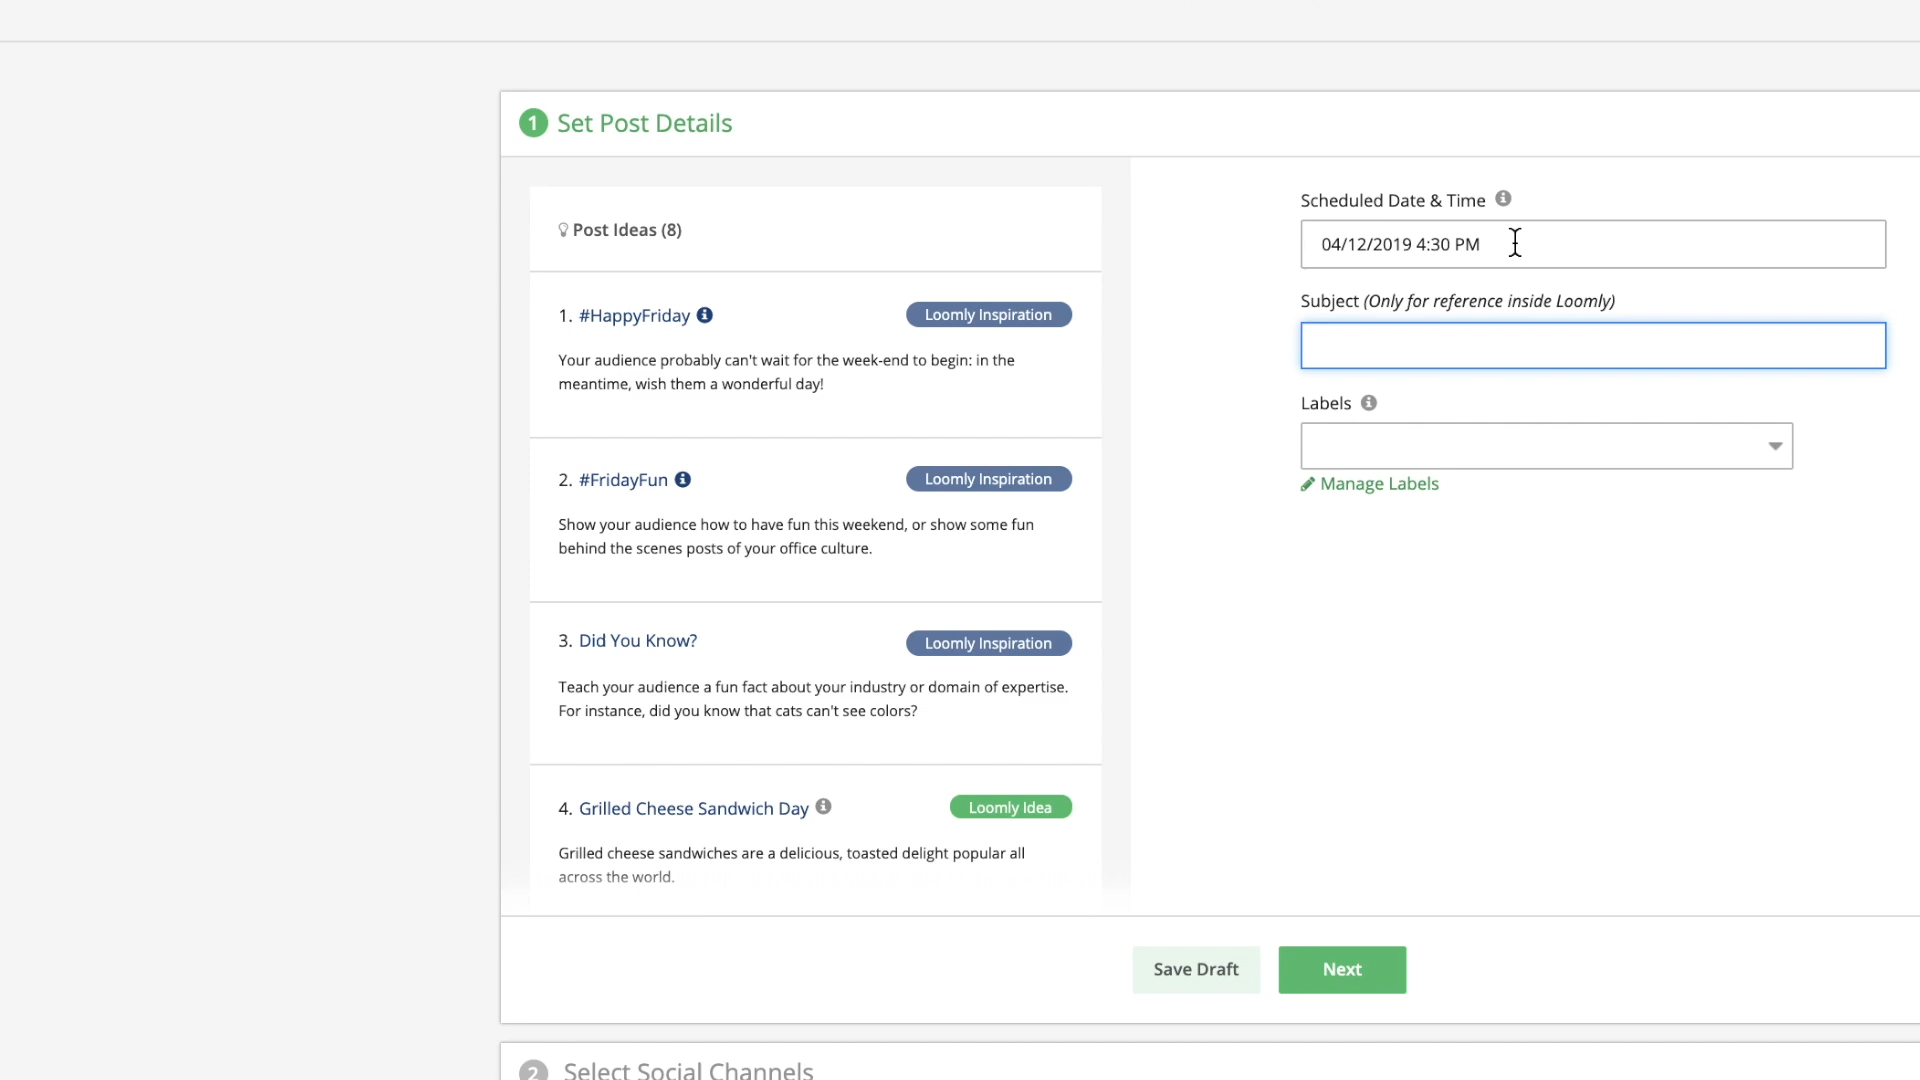 1 Set Post Details
Post Ideas (8)
1. #HappyFriday
Loomly Inspiration
Your audience probably can't wait for the week-end to begin: in the
meantime, wish them a wonderful day!
2. #FridayFun
Loomly Inspiration
Show your audience how to have fun this weekend, or show some fun
behind the scenes posts of your office culture.
3. Did You Know?
Loomly Inspiration
Teach your audience a fun fact about your industry or domain of expertise.
For instance, did you know that cats can't see colors?
4. Grilled Cheese Sandwich Day
Loomly Idea
Grilled cheese sandwiches are a delicious, toasted delight popular all
across the world.
Scheduled Date & Time
04/12/2019 4:30 PM
Subject (Only for reference inside Loomly)
Labels
Manage Labels
Save Draft
Next
2 Select Social Channels